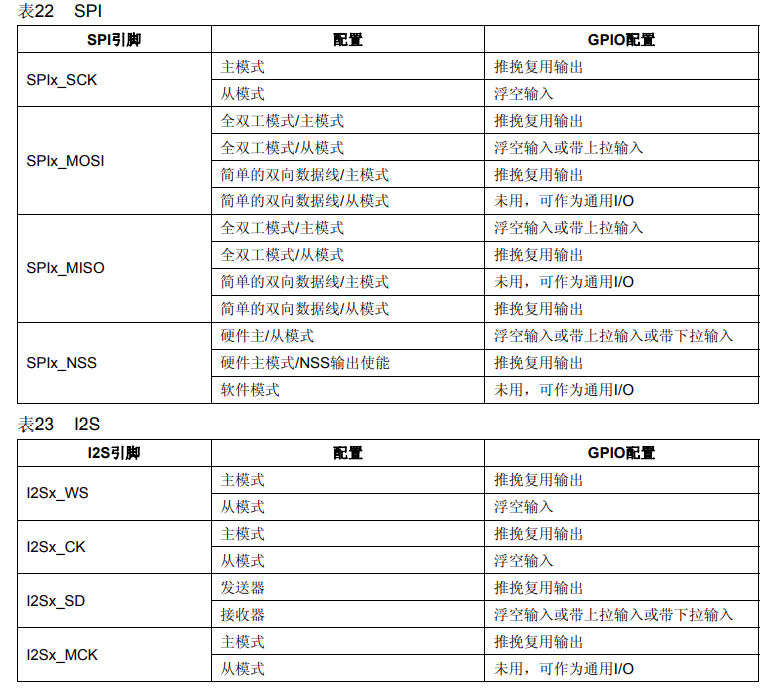 表22 SPI
SPI引脚 配置 GPIO配置
SPIx_SCK
主模式 推挽复用输出
从模式 浮空输入
SPIx_MOSI
全双工模式/主模式 推挽复用输出
全双工模式/从模式 浮空输入或带上拉输入
简单的双向数据线/主模式 推挽复用输出
简单的双向数据线/从模式 未用，可作为通用I/O
SPIx_MISO
全双工模式/主模式 浮空输入或带上拉输入
全双工模式/从模式 推挽复用输出
简单的双向数据线/主模式 未用，可作为通用I/O
简单的双向数据线/从模式 推挽复用输出
SPIx_NSS
硬件主/从模式 浮空输入或带上拉输入或带下拉输入
硬件主模式/NSS输出使能 推挽复用输出
软件模式 未用，可作为通用I/O
表23 I2S
I2S引脚 配置 GPIO配置
I2Sx_WS
主模式 推挽复用输出
从模式 浮空输入
I2Sx_CK
主模式 推挽复用输出
从模式 浮空输入
I2Sx_SD
发送器 推挽复用输出
接收器 浮空输入或带上拉输入或带下拉输入
I2Sx_MCK
主模式 推挽复用输出
从模式 未用，可作为通用I/O